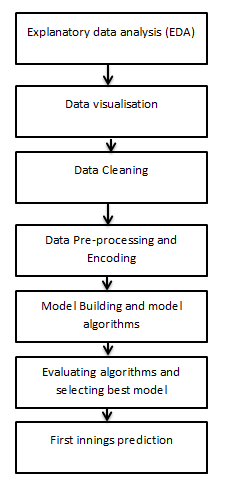 Explanatory data analysis (EDA)
Data visualisation
Data Cleaning
Data Pre-processing and
Encoding
Model Building and model
algorithms
Evaluating algorithms and
selecting best model
First innings prediction